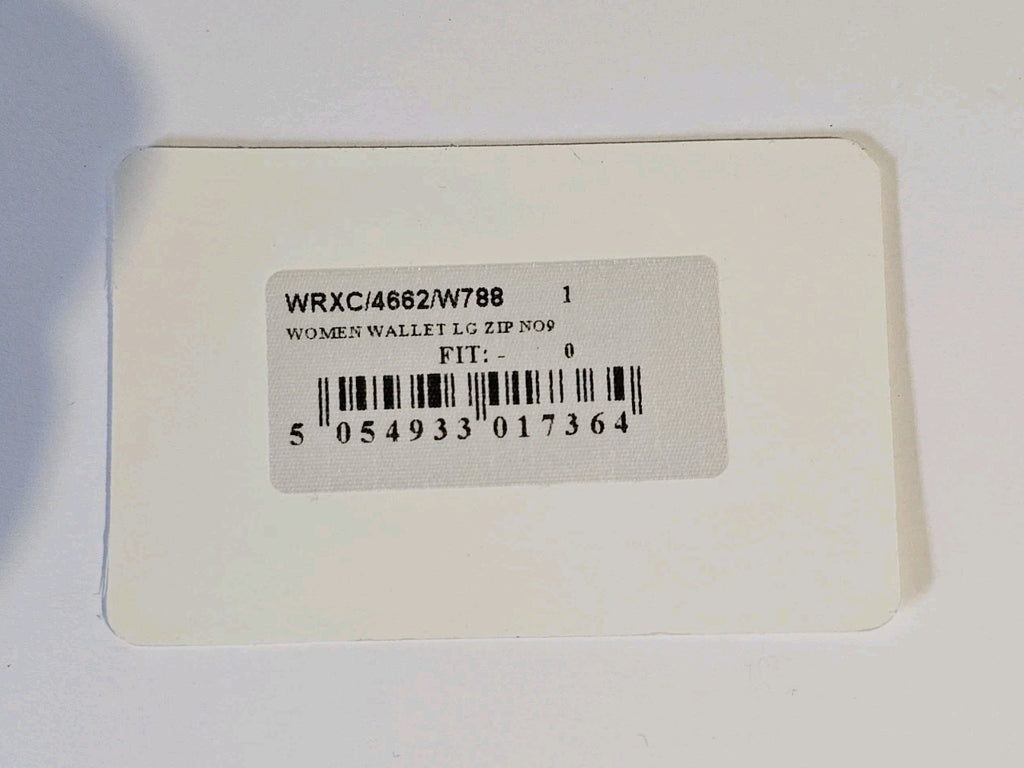 WRXC/4662/W788 1
WOMEN WALLET LG ZIP NO9
FIT: - 0
5 054933 017364